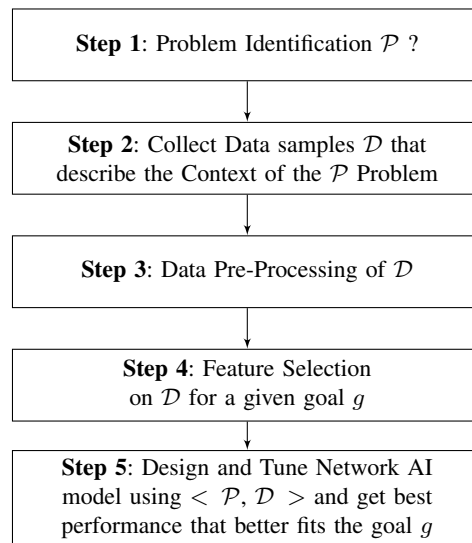 Step 1: Problem Identification 𝒫 ?
Step 2: Collect Data samples 𝒟 that
describe the Context of the 𝒫 Problem
Step 3: Data Pre-Processing of 𝒟
Step 4: Feature Selection
on 𝒟 for a given goal g
Step 5: Design and Tune Network AI
model using < 𝒫, 𝒟 > and get best
performance that better fits the goal g